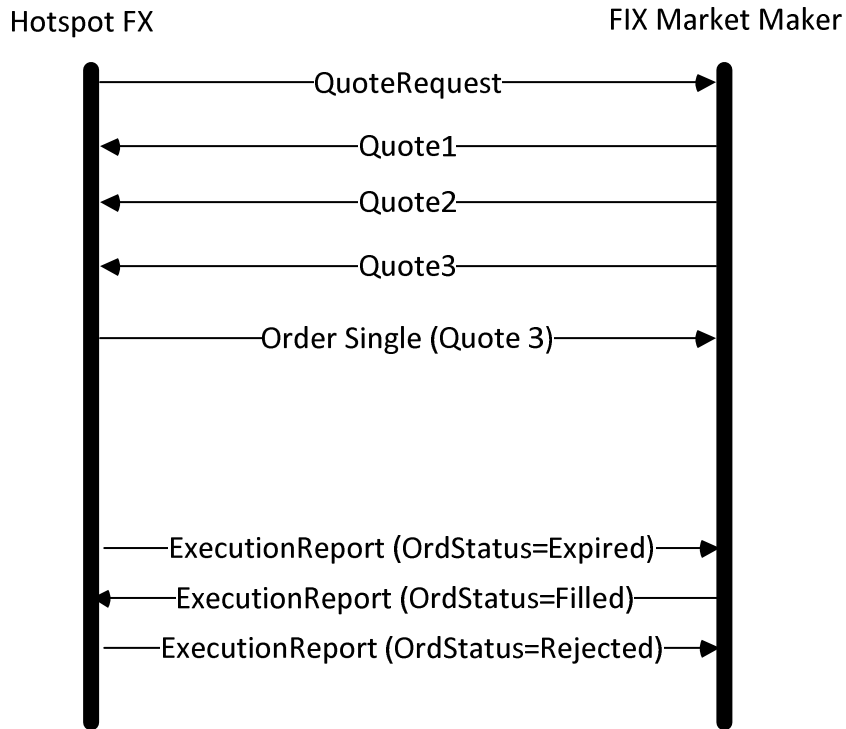 Hotspot FX
FIX Market Maker
QuoteRequest
Quote1
Quote2
Quote3
Order Single (Quote 3)
ExecutionReport (OrdStatus=Expired)
ExecutionReport (OrdStatus=Filled)
ExecutionReport (OrdStatus=Rejected)